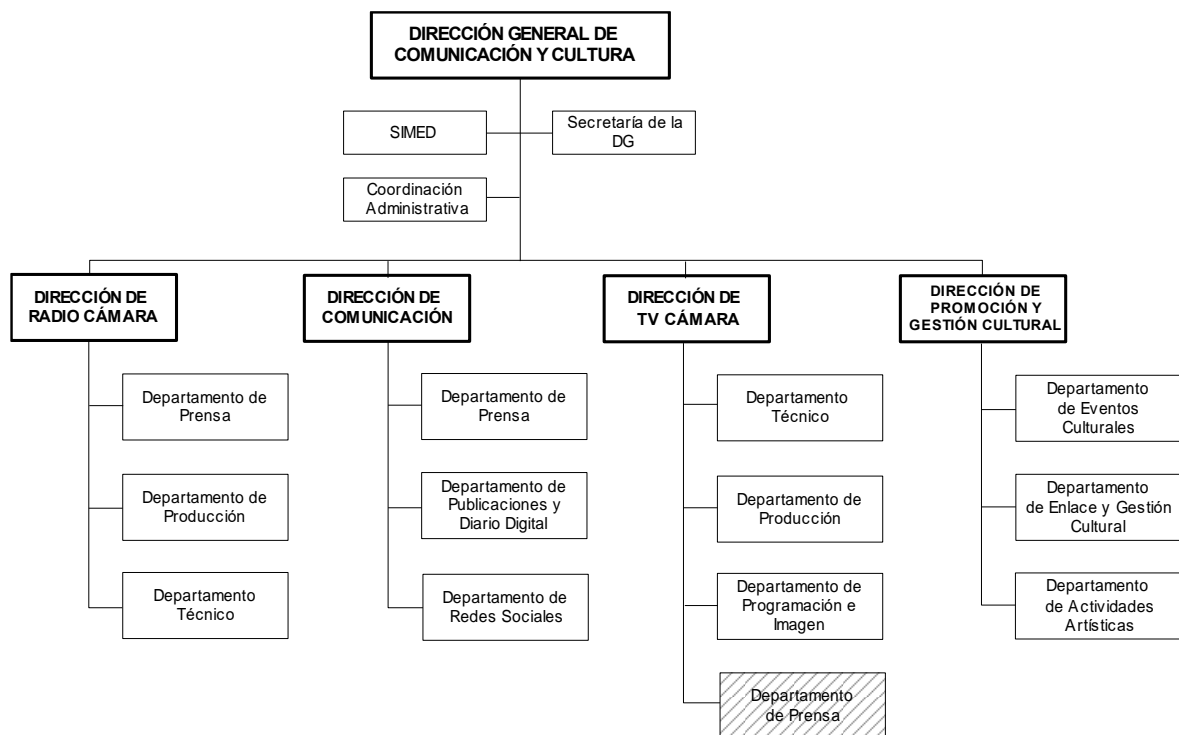 DIRECCIÓN GENERAL DE
COMUNICACIÓN Y CULTURA
SIMED
Secretaría de la
DG
Coordinación
Administrativa
DIRECCIÓN DE
RADIO CÁMARA
DIRECCIÓN DE
COMUNICACIÓN
DIRECCIÓN DE
TV CÁMARA
DIRECCIÓN DE
PROMOCIÓN Y
GESTIÓN CULTURAL
Departamento de
Prensa
Departamento de
Producción
Departamento
Técnico
Departamento de
Prensa
Departamento de
Publicaciones y
Diario Digital
Departamento de
Redes Sociales
Departamento
Técnico
Departamento de
Producción
Departamento de
Programación e
Imagen
Departamento
de Prensa
Departamento
de Eventos
Culturales
Departamento
de Enlace y Gestión
Cultural
Departamento
de Actividades
Artísticas